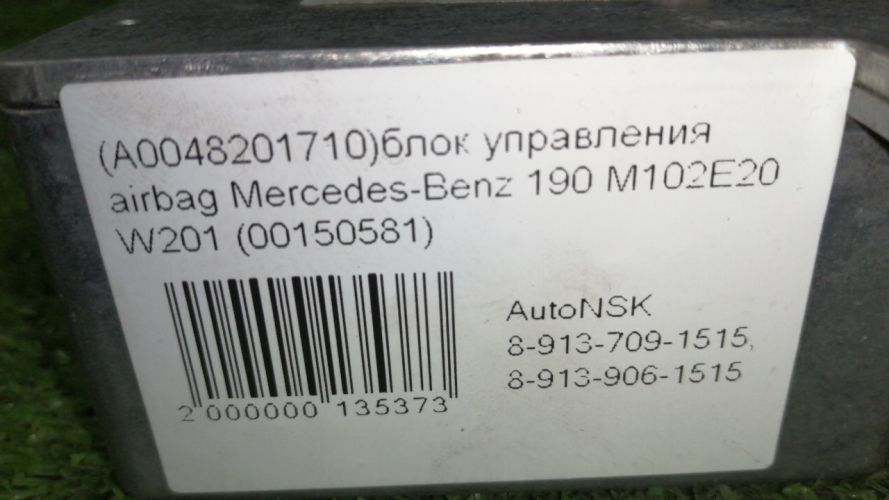 (A0048201710)блок управления
airbag Mercedes-Benz 190 M102E20
W201 (00150581)
AutoNSK
8-913-709-1515,
8-913-906-1515
2 000000 135373